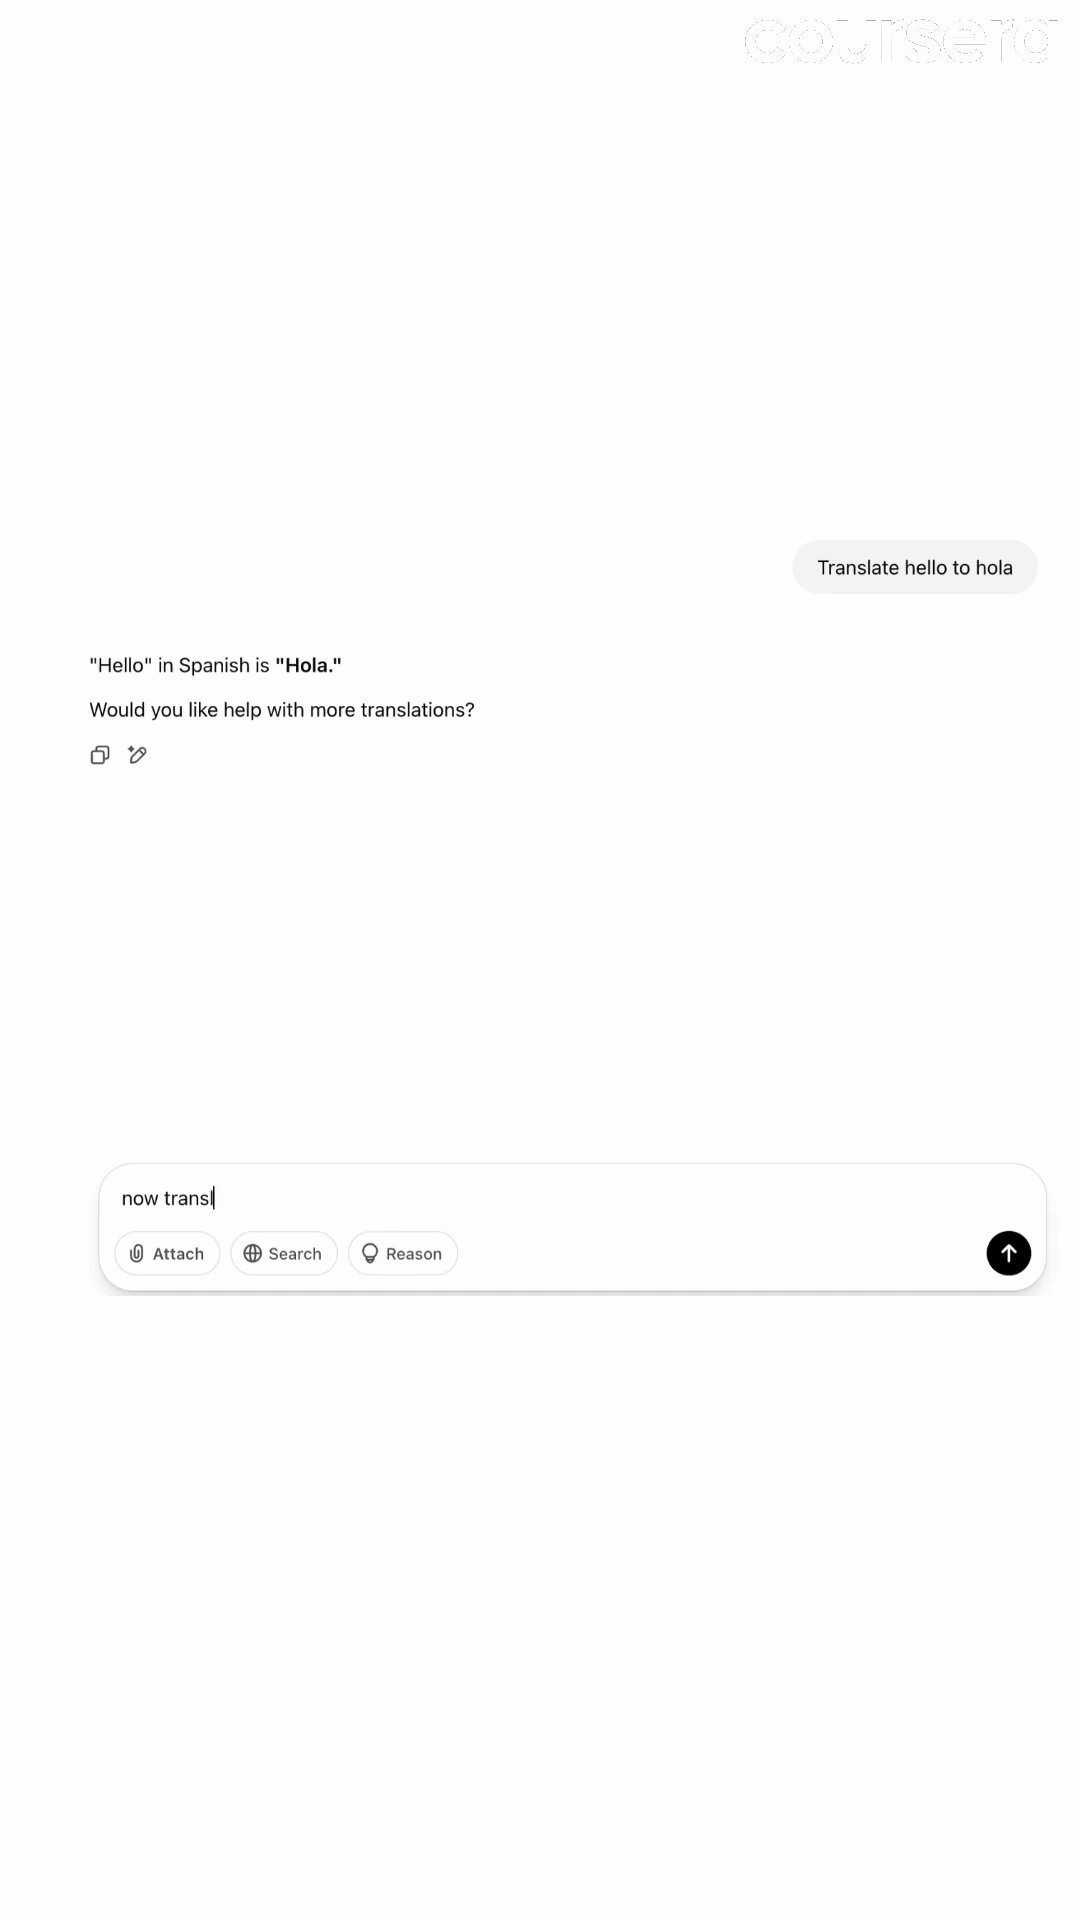 coursera
Translate hello to hola
"Hello" in Spanish is "Hola."
Would you like help with more translations?
now transl
Attach Search Reason